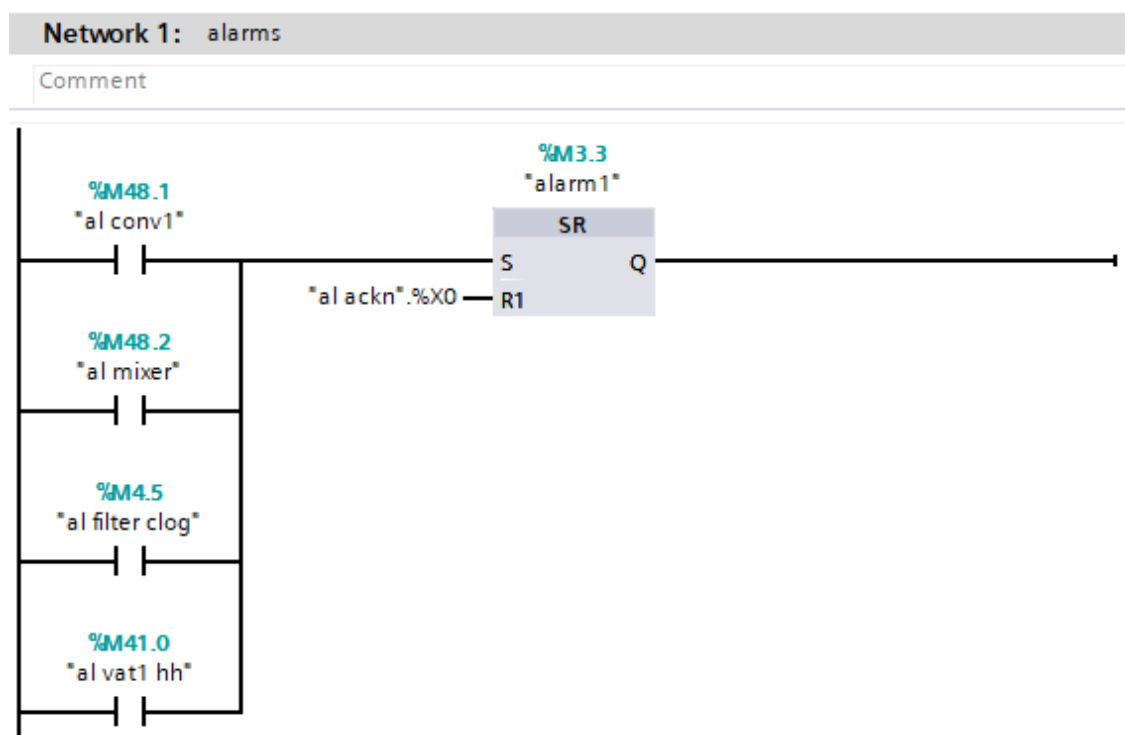 Network 1: alarms
Comment
%M3.3
"alarm1"
%M48.1
"al conv1"
SR
S Q
"al ackn".%X0 R1
%M48.2
"al mixer"
%M4.5
"al filter clog"
%M41.0
"al vat1 hh"